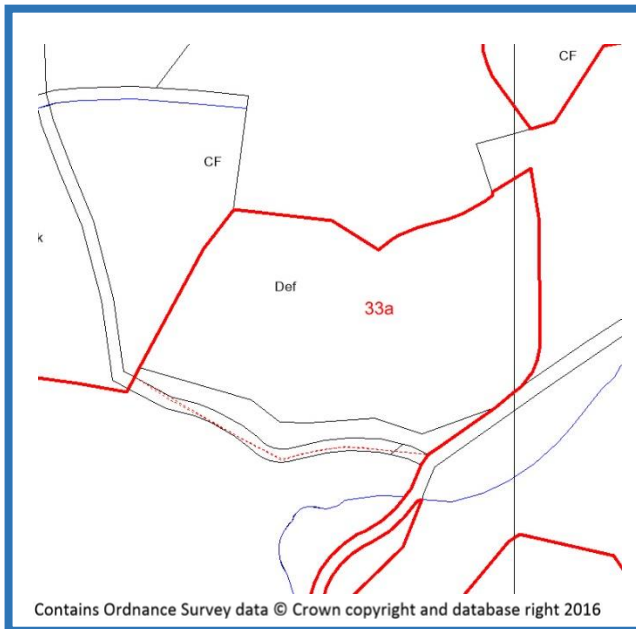 CF
CF
k
Def
33a
Contains Ordnance Survey data © Crown copyright and database right 2016